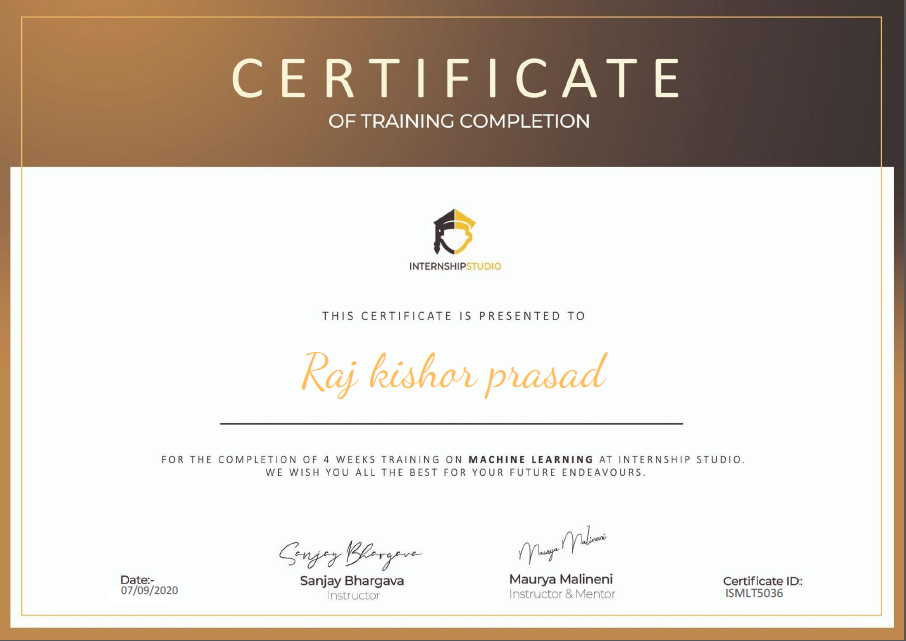 CERTIFICATE
OF TRAINING COMPLETION
INTERNSHIPSTUDIO
THIS CERTIFICATE IS PRESENTED TO
Raj kishor prasad
FOR THE COMPLETION OF 4 WEEKS TRAINING ON MACHINE LEARNING AT INTERNSHIP STUDIO.
WE WISH YOU ALL THE BEST FOR YOUR FUTURE ENDEAVOURS.
Sanjay Bhargava
Sanjay Bhargava
Instructor
Maurya Malineni
Maurya Malineni
Instructor & Mentor
Date:-
07/09/2020
Certificate ID:
ISMLT5036